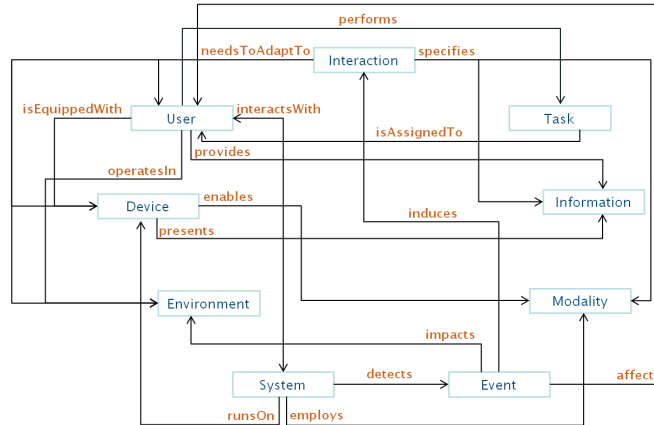 performs
needsToAdaptTo
specifies
Interaction
isEquippedWith
interactsWith
User
Task
isAssignedTo
provides
operatesIn
enables
Device
Information
induces
presents
Environment
Modality
impacts
detects
System
Event
affect
runsOn
employs